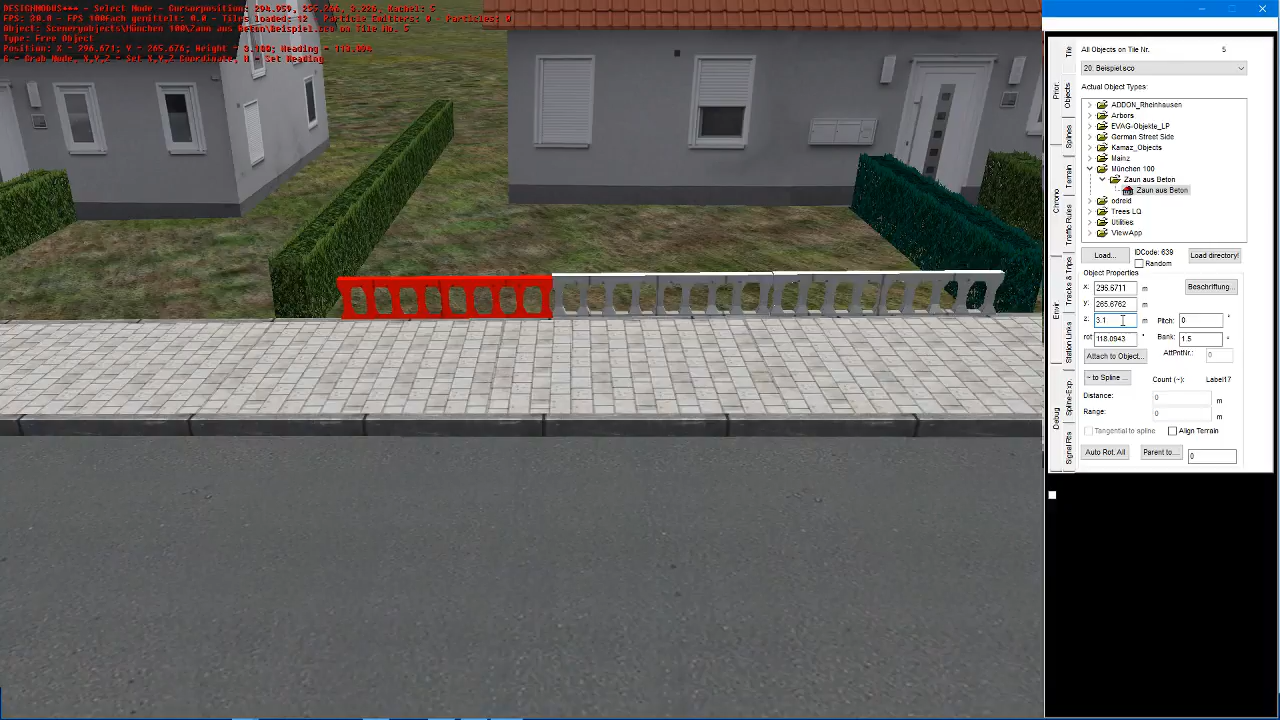 DESIGNMODUS*** - Select Mode - Cursorposition: 294.959, 255.266, 3.226, Kachel: 5
FPS: 30.0 - FPS 100fach gemittelt: 0.0 - Tiles loaded: 12 Particle Emitters: 0 - Particles: 0
Object: Sceneryobjects\München 100\Zaun aus Beton\Beispiel.sco on Tile No. 5
Type: Free Object
Position: X = 296.671; Y = 265.676; Height = 3.100; Heading = 118.094
G - Grab Mode, X,Y,Z - Set X,Y,Z Coordinate, H - Set Heading
Tile
Objects
Splines
Terrain
Traffic Rules
Tracks & Trips
Station Links
Spline-Exp.
Signal Rts
Prior.
Chrono
Envir.
Debug
All Objects on Tile Nr. 5
20: Beispiel.sco
Actual Object Types:
ADDON_Rheinhausen
Arbors
EVAG-Objekte_LP
German Street Side
Kamaz_Objects
Mainz
München 100
Zaun aus Beton
Zaun aus Beton
odreid
Trees LQ
Utilities
ViewApp
Load... IDCode: 639 Load directory!
Random
Object Properties
x: 296.6711 m Beschriftung...
y: 265.6762 m
z: 3.1 m Pitch: 0 °
rot 118.0943 ° Bank: 1.5 °
Attach to Object... AttPntNr.: 0
~ to Spline ... Count (~): Label17
Distance: 0 m
Range: 0 m
Tangential to spline Align Terrain
Auto Rot. All Parent to... 0